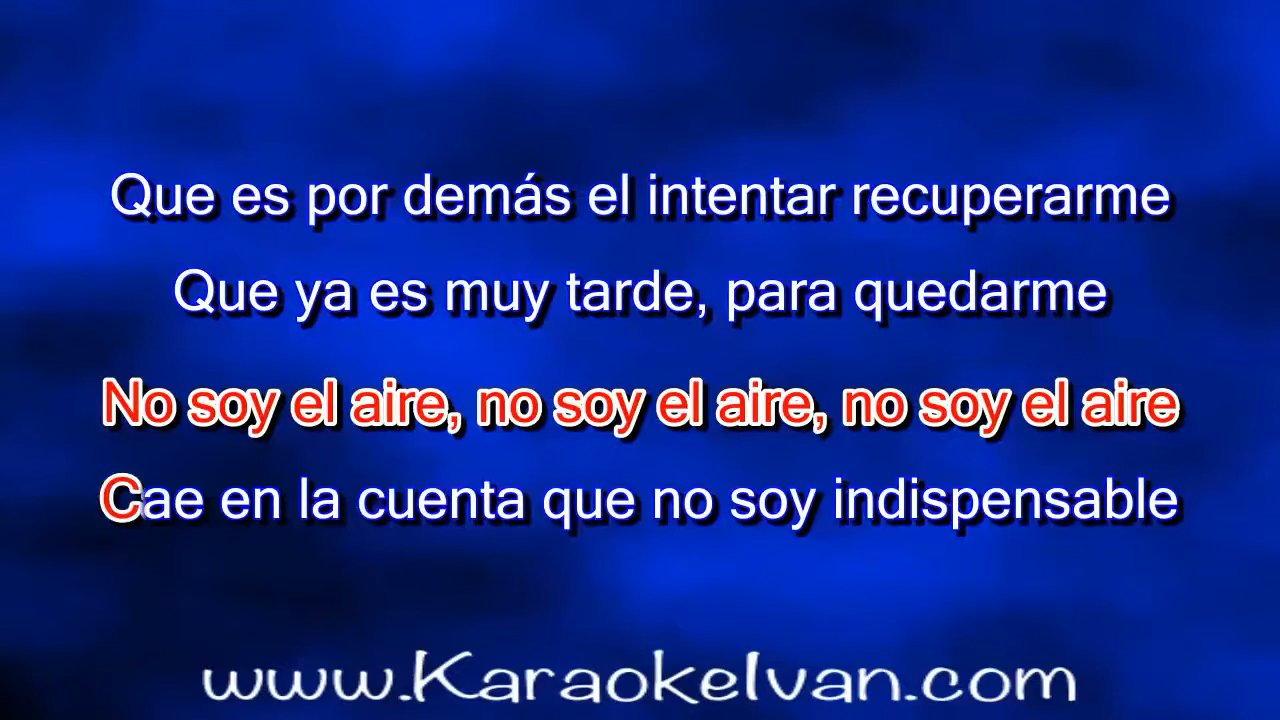 Que es por demás el intentar recuperarme
Que ya es muy tarde, para quedarme
No soy el aire, no soy el aire, no soy el aire
Cae en la cuenta que no soy indispensable
www.KaraokeIvan.com